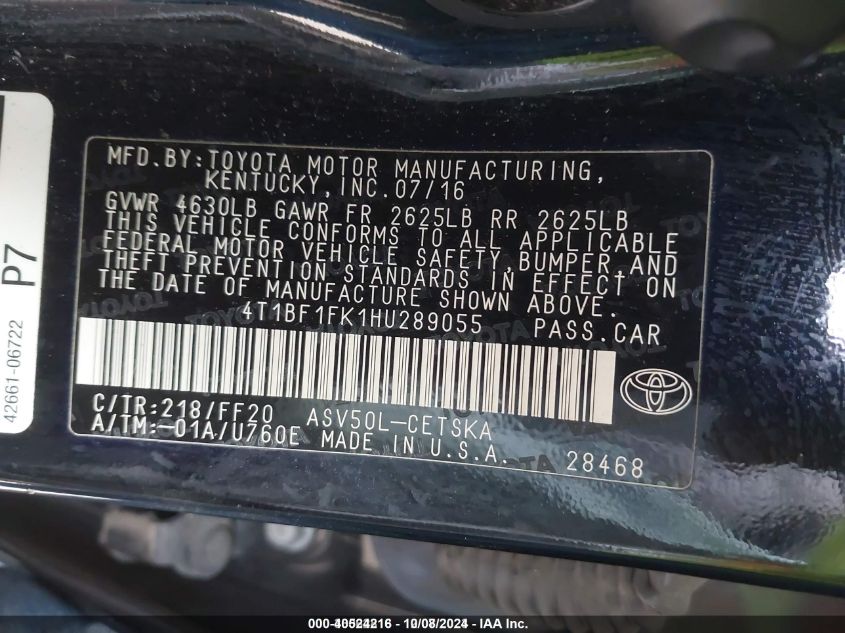 MFD.BY:TOYOTA MOTOR MANUFACTURING,
KENTUCKY,INC.07/16
GVWR 4630LB GAWR FR 2625LB RR 2625LB
THIS VEHICLE CONFORMS TO ALL APPLICABLE
FEDERAL MOTOR VEHICLE SAFETY,BUMPER,AND
THEFT PREVENTION STANDARDS IN EFFECT ON
THE DATE OF MANUFACTURE SHOWN ABOVE.
4T1BF1FK1HU289055 PASS.CAR
C/TR:218/FF20 ASV50L-CETSKA
A/TM:-01A/U760E MADE IN U.S.A. 28468
P7
42661-06722
10/08/2024 - IAA Inc.